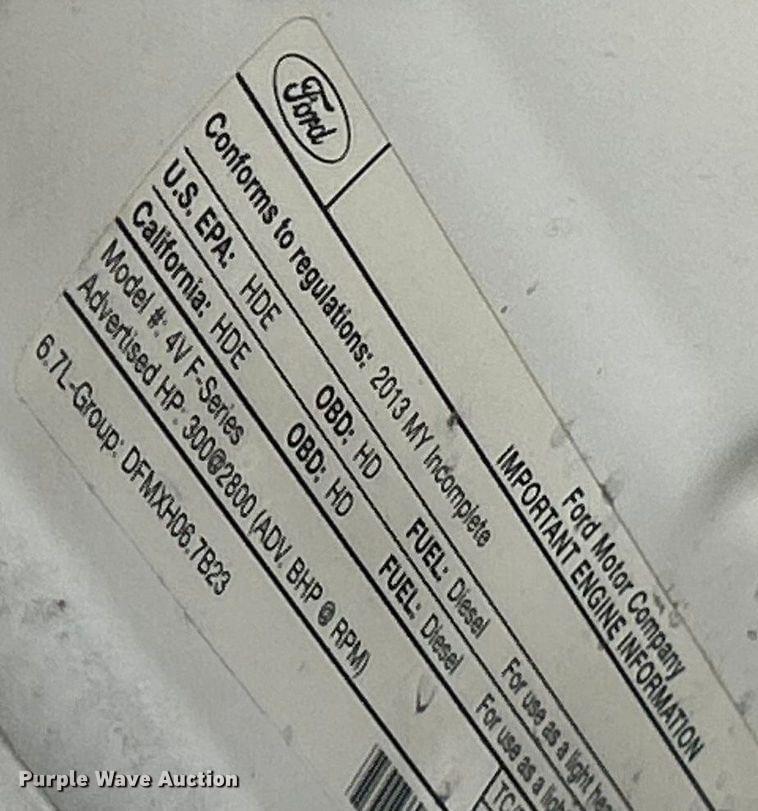 Ford
Ford Motor Company
IMPORTANT ENGINE INFORMATION
Conforms to regulations: 2013 MY Incomplete
U.S. EPA: HDE OBD: HD FUEL: Diesel For use as a light
California: HDE OBD: HD FUEL: Diesel For use as a
Model #: 4V F-Series
Advertised HP: 300@2800 (ADV. BHP @ RPM)
6.7L-Group: DFMXH06.7B23
Purple Wave Auction